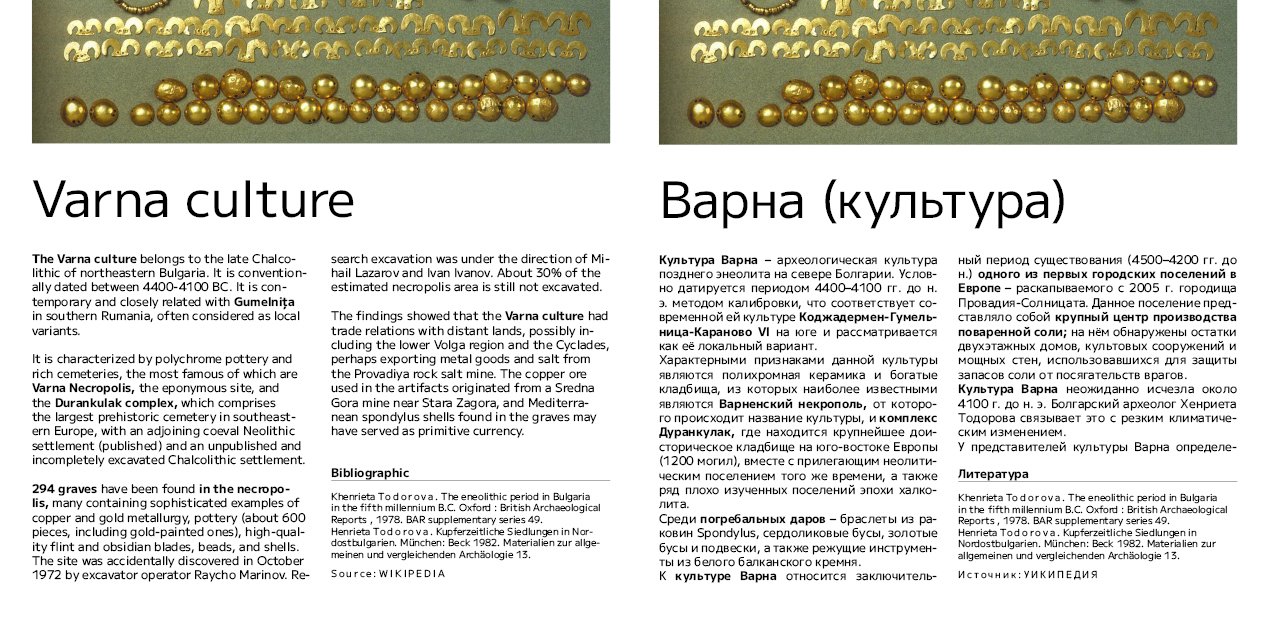 Varna culture
The Varna culture belongs to the late Chalco-
lithic of northeastern Bulgaria. It is convention-
ally dated between 4400-4100 BC. It is con-
temporary and closely related with Gumelnița
in southern Rumania, often considered as local
variants.
It is characterized by polychrome pottery and
rich cemeteries, the most famous of which are
Varna Necropolis, the eponymous site, and
the Durankulak complex, which comprises
the largest prehistoric cemetery in southeast-
ern Europe, with an adjoining coeval Neolithic
settlement (published) and an unpublished and
incompletely excavated Chalcolithic settlement.
294 graves have been found in the necropo-
lis, many containing sophisticated examples of
copper and gold metallurgy, pottery (about 600
pieces, including gold-painted ones), high-qual-
ity flint and obsidian blades, beads, and shells.
The site was accidentally discovered in October
1972 by excavator operator Raycho Marinov. Re-
search excavation was under the direction of Mi-
hail Lazarov and Ivan Ivanov. About 30% of the
estimated necropolis area is still not excavated.
The findings showed that the Varna culture had
trade relations with distant lands, possibly in-
cluding the lower Volga region and the Cyclades,
perhaps exporting metal goods and salt from
the Provadiya rock salt mine. The copper ore
used in the artifacts originated from a Sredna
Gora mine near Stara Zagora, and Mediterra-
nean spondylus shells found in the graves may
have served as primitive currency.
Bibliographic
Khenrieta Todorova. The eneolithic period in Bulgaria
in the fifth millennium B.C. Oxford : British Archaeological
Reports , 1978. BAR supplementary series 49.
Henrieta Todorova. Kupferzeitliche Siedlungen in Nor-
dostbulgarien. München: Beck 1982. Materialien zur allge-
meinen und vergleichenden Archäologie 13.
Source: WIKIPEDIA
Варна (культура)
Культура Варна – археологическая культура
позднего энеолита на севере Болгарии. Услов-
но датируется периодом 4400–4100 гг. до н.
э. методом калибровки, что соответствует со-
временной ей культуре Коджадермен-Гумель-
ница-Караново VI на юге и рассматривается
как её локальный вариант.
Характерными признаками данной культуры
являются полихромная керамика и богатые
кладбища, из которых наиболее известными
являются Варненский некрополь, от которо-
го происходит название культуры, и комплекс
Дуранкулак, где находится крупнейшее дои-
сторическое кладбище на юго-востоке Европы
(1200 могил), вместе с прилегающим неолити-
ческим поселением того же времени, а также
ряд плохо изученных поселений эпохи халко-
лита.
Среди погребальных даров – браслеты из ра-
ковин Spondylus, сердоликовые бусы, золотые
бусы и подвески, а также режущие инструмен-
ты из белого балканского кремня.
К культуре Варна относится заключитель-
ный период существования (4500–4200 гг. до
н.) одного из первых городских поселений в
Европе – раскапываемого с 2005 г. городища
Провадия-Солницата. Данное поселение пред-
ставляло собой крупный центр производства
поваренной соли; на нём обнаружены остатки
двухэтажных домов, культовых сооружений и
мощных стен, использовавшихся для защиты
запасов соли от посягательств врагов.
Культура Варна неожиданно исчезла около
4100 г. до н. э. Болгарский археолог Хенриета
Тодорова связывает это с резким климатиче-
ским изменением.
У представителей культуры Варна определе-
Литература
Khenrieta Todorova. The eneolithic period in Bulgaria
in the fifth millennium B.C. Oxford : British Archaeological
Reports , 1978. BAR supplementary series 49.
Henrieta Todorova. Kupferzeitliche Siedlungen in
Nordostbulgarien. München: Beck 1982. Materialien zur
allgemeinen und vergleichenden Archäologie 13.
Источник: УИКИПЕДИЯ